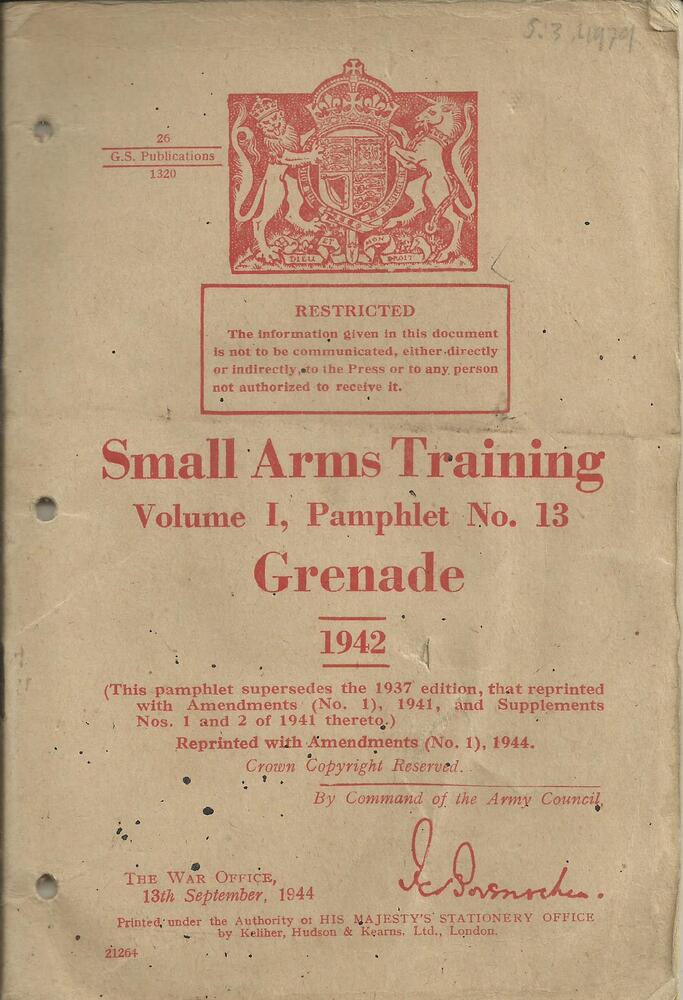 26
G.S. Publications
1320
DIEU ET MON DROIT
RESTRICTED
The information given in this document
is not to be communicated, either directly
or indirectly, to the Press or to any person
not authorized to receive it.
Small Arms Training
Volume I, Pamphlet No. 13
Grenade
1942
(This pamphlet supersedes the 1937 edition, that reprinted
with Amendments (No. 1), 1941, and Supplements
Nos. 1 and 2 of 1941 thereto.)
Reprinted with Amendments (No. 1), 1944.
Crown Copyright Reserved.
By Command of the Army Council,
THE WAR OFFICE,
13th September, 1944
Printed under the Authority of HIS MAJESTY'S STATIONERY OFFICE
by Keliher, Hudson & Kearns, Ltd., London.
21264